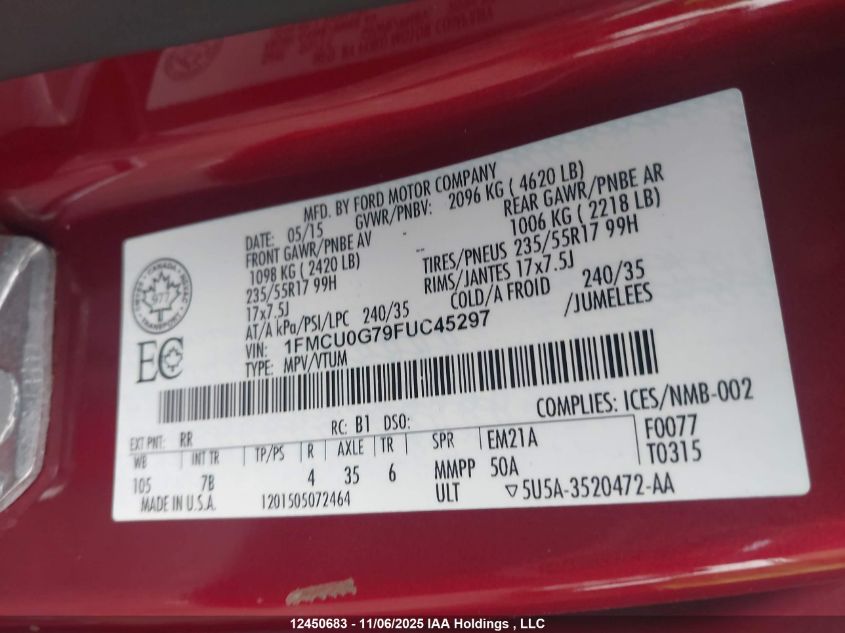 MFD. BY FORD MOTOR COMPANY
DATE: 05/15 GVWR/PNBV: 2096 KG ( 4620 LB)
FRONT GAWR/PNBE AV -- REAR GAWR/PNBE AR
1098 KG ( 2420 LB) 1006 KG ( 2218 LB)
235/55R17 99H TIRES/PNEUS 235/55R17 99H
17x7.5J RIMS/JANTES 17x7.5J
AT/A kPa/PSI/LPC 240/35 COLD/A FROID 240/35
VIN: 1FMCU0G79FUC45297 /JUMELEES
TYPE: MPV/VTUM
CANADA
977
TRANSPORT
EC
COMPLIES: ICES/NMB-002
RC: B1 DSO: F0077
EXT PNT: RR T0315
WB INT TR TP/PS R AXLE TR SPR EM21A
105 7B 4 35 6 MMPP 50A
MADE IN U.S.A. 1201505072464 ULT ▽5U5A-3520472-AA
12450683 - 11/06/2025 IAA Holdings , LLC